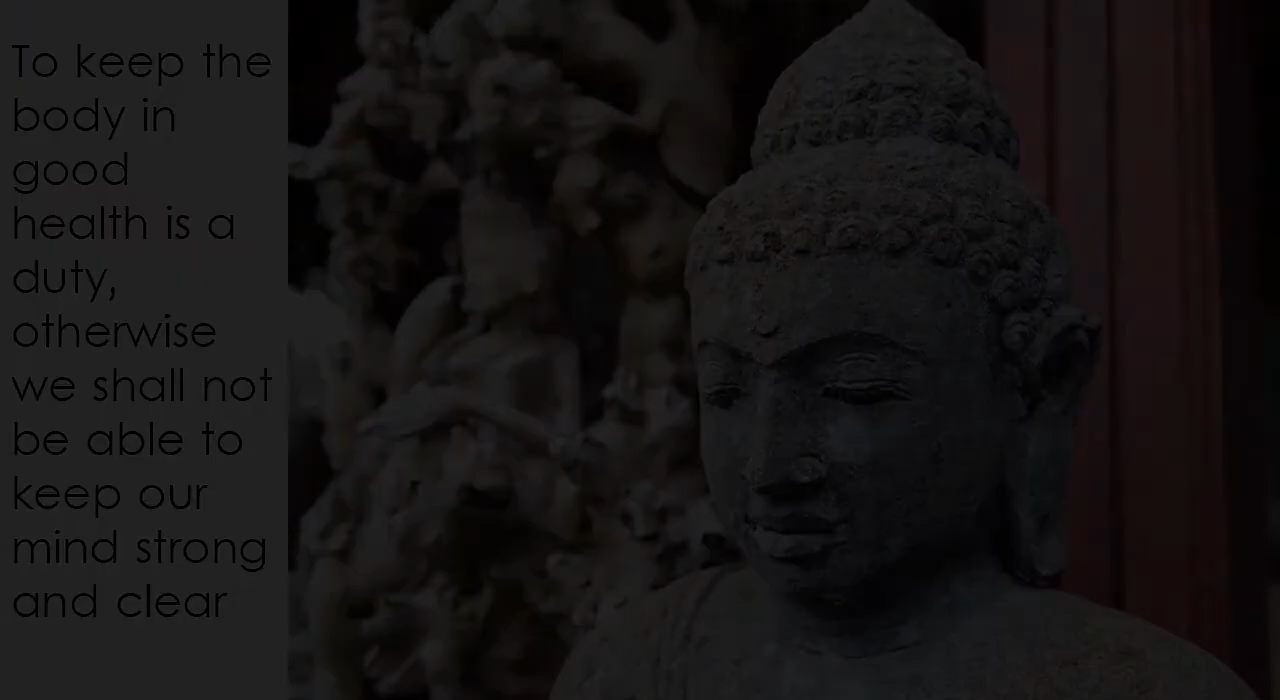 To keep the
body in
good
health is a
duty,
otherwise
we shall not
be able to
keep our
mind strong
and clear